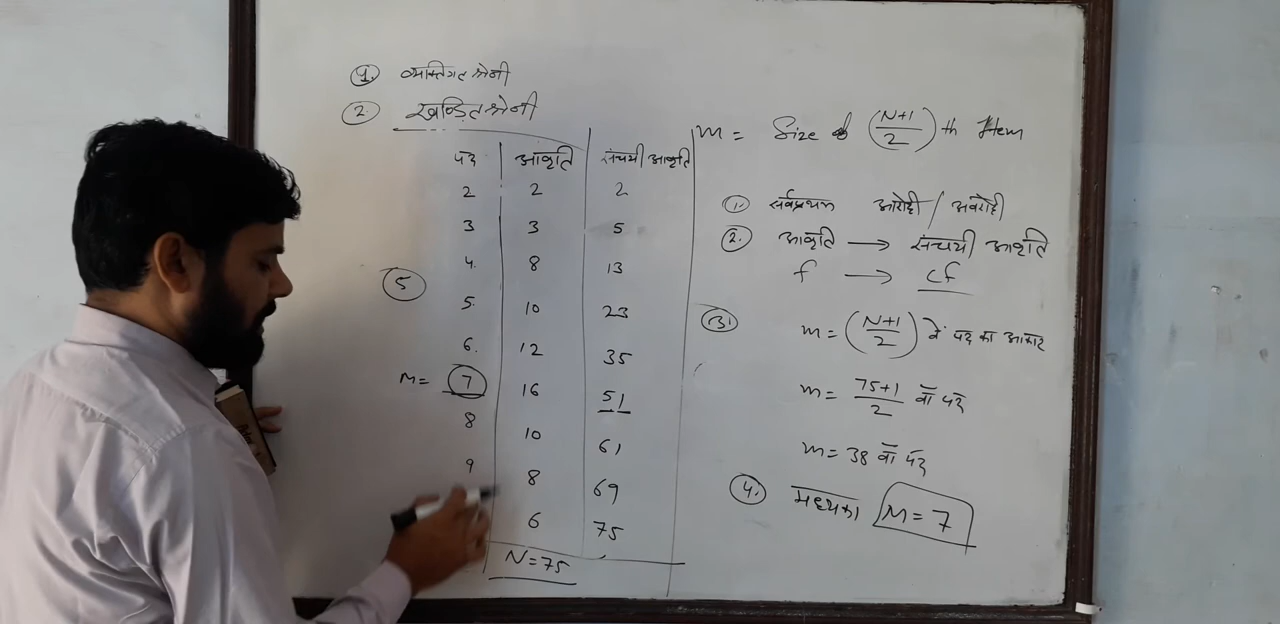 1. व्यक्तिगत श्रेणी
2. खण्डित श्रेणी
पद आवृति संचयी आवृति
2 2 2
3 3 5
4. 8 13
5
5. 10 23
6. 12 35
M= 7 16 51
8 10 61
9 8 69
6 75
N=75
M = Size of (N+1/2)th Item
1. सर्वप्रथम आरोही / अवरोही
2. आवृति → संचयी आवृति
f → cf
3. M = (N+1/2) वें पद का आकार
M = 75+1/2 वाँ पद
M = 38 वाँ पद
4. मध्यका M = 7